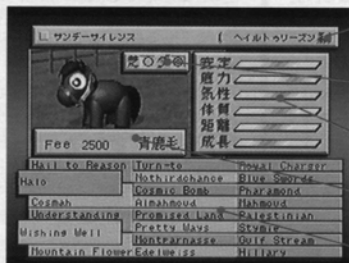 サンデーサイレンス ( ヘイルトゥリーズン系
芝
安定
底力
気性
体質
距離
成長
Fee 2500 青鹿毛
Hail to Reason Turn-to Royal Charger
Nothirdchance Blue Swords
Halo
Cosmic Bomb Pharamond
Cosmah Almahmoud Mahmoud
Understanding Promised Land Palestinian
Pretty Ways Stymie
Wishing Well
Montparnasse Gulf Stream
Mountain Flower Edelweiss Hillary